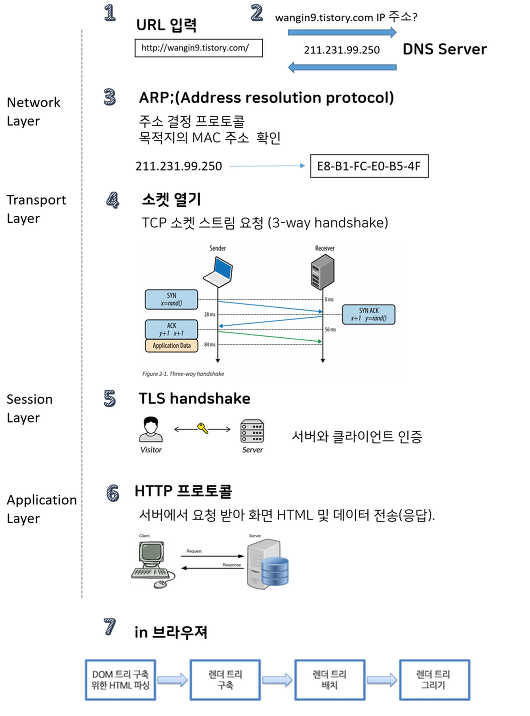 1
URL 입력
http://wangin9.tistory.com/
2
wangin9.tistory.com IP 주소?
211.231.99.250
DNS Server
Network
Layer
3
ARP;(Address resolution protocol)
주소 결정 프로토콜
목적지의 MAC 주소 확인
211.231.99.250
E8-B1-FC-E0-B5-4F
Transport
Layer
4
소켓 열기
TCP 소켓 스트림 요청 (3-way handshake)
Sender
Receiver
SYN
x=rand()
0 ms
28 ms
SYN ACK
x+1 y=rand()
ACK
y+1 x+1
56 ms
Application Data
84 ms
Figure 2-1. Three-way handshake
Session
Layer
5
TLS handshake
Visitor
Server
서버와 클라이언트 인증
Application
Layer
6
HTTP 프로토콜
서버에서 요청 받아 화면 HTML 및 데이터 전송(응답).
Client
Server
Request
Response
7
in 브라우져
DOM 트리 구축
위한 HTML 파싱
렌더 트리
구축
렌더 트리
배치
렌더 트리
그리기